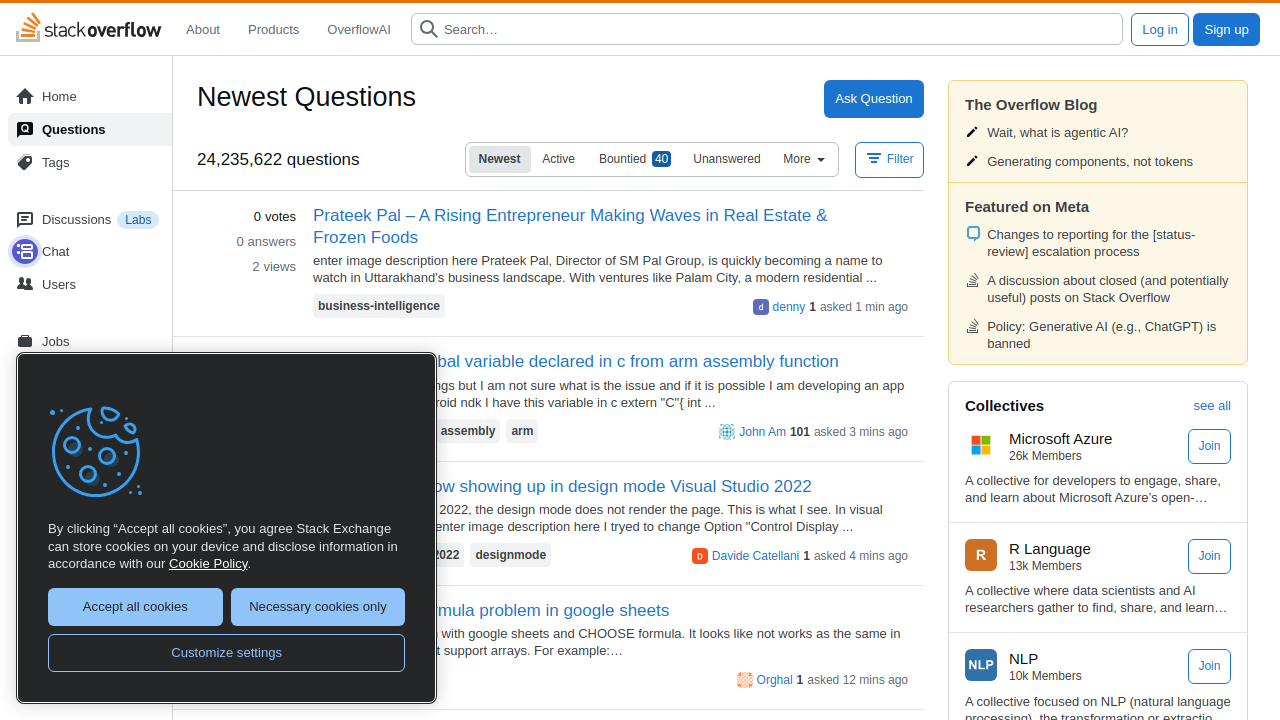 stack overflow
About
Products
OverflowAI
Search…
Log in
Sign up
Home
Questions
Tags
Discussions
Labs
Chat
Users
Jobs
Newest Questions
Ask Question
24,235,622 questions
Newest
Active
Bountied 40
Unanswered
More
Filter
0 votes
0 answers
2 views
Prateek Pal – A Rising Entrepreneur Making Waves in Real Estate &
Frozen Foods
enter image description here Prateek Pal, Director of SM Pal Group, is quickly becoming a name to
watch in Uttarakhand's business landscape. With ventures like Palam City, a modern residential ...
business-intelligence
d
denny 1 asked 1 min ago
bal variable declared in c from arm assembly function
ngs but I am not sure what is the issue and if it is possible I am developing an app
roid ndk I have this variable in c extern "C"{ int ...
assembly
arm
John Am 101 asked 3 mins ago
ow showing up in design mode Visual Studio 2022
2022, the design mode does not render the page. This is what I see. In visual
enter image description here I tryed to change Option "Control Display ...
2022
designmode
D
Davide Catellani 1 asked 4 mins ago
rmula problem in google sheets
with google sheets and CHOOSE formula. It looks like not works as the same in
t support arrays. For example:…
Orghal 1 asked 12 mins ago
By clicking “Accept all cookies”, you agree Stack Exchange
can store cookies on your device and disclose information in
accordance with our Cookie Policy.
Accept all cookies
Necessary cookies only
Customize settings
The Overflow Blog
Wait, what is agentic AI?
Generating components, not tokens
Featured on Meta
Changes to reporting for the [status-
review] escalation process
A discussion about closed (and potentially
useful) posts on Stack Overflow
Policy: Generative AI (e.g., ChatGPT) is
banned
Collectives
see all
Microsoft Azure
26k Members
Join
A collective for developers to engage, share,
and learn about Microsoft Azure's open-…
R
R Language
13k Members
Join
A collective where data scientists and AI
researchers gather to find, share, and learn…
NLP
NLP
10k Members
Join
A collective focused on NLP (natural language
processing), the transformation or extractio